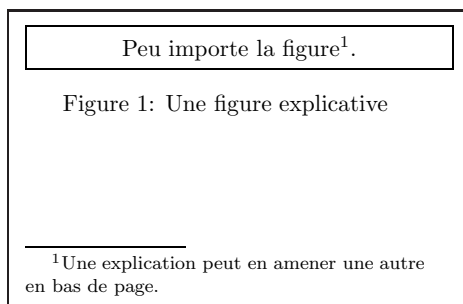 Peu importe la figure¹.
Figure 1: Une figure explicative
¹Une explication peut en amener une autre
en bas de page.